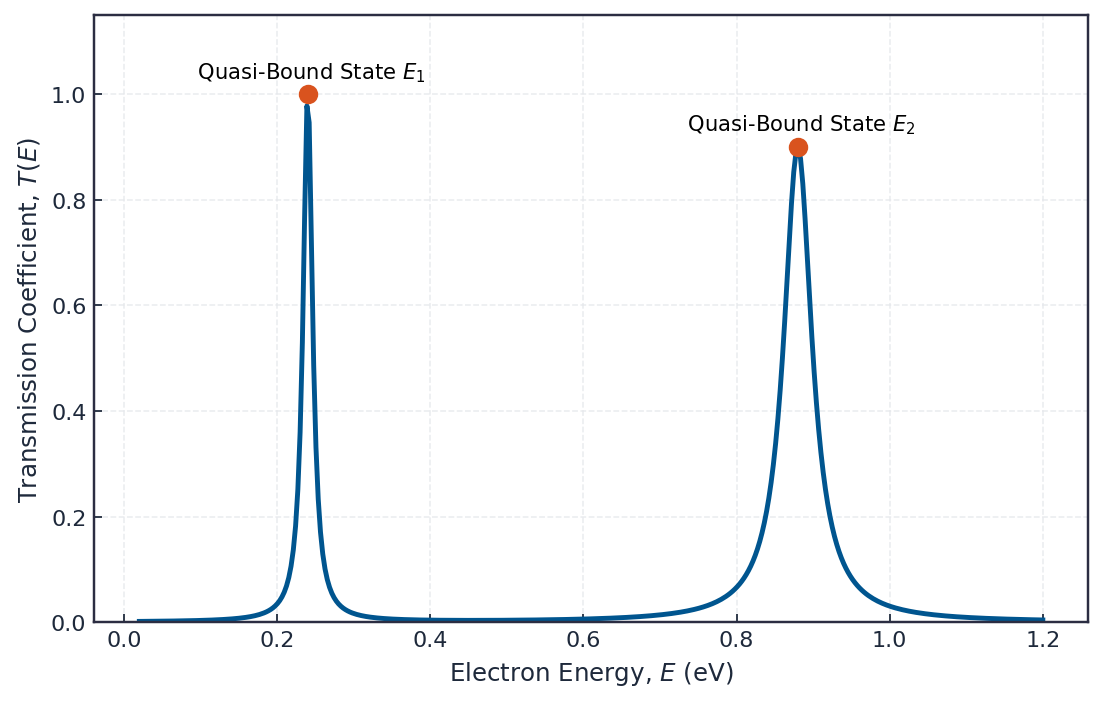 Quasi-Bound State E₁
Quasi-Bound State E₂
Transmission Coefficient, T(E)
1.0
0.8
0.6
0.4
0.2
0.0
0.0 0.2 0.4 0.6 0.8 1.0 1.2
Electron Energy, E (eV)